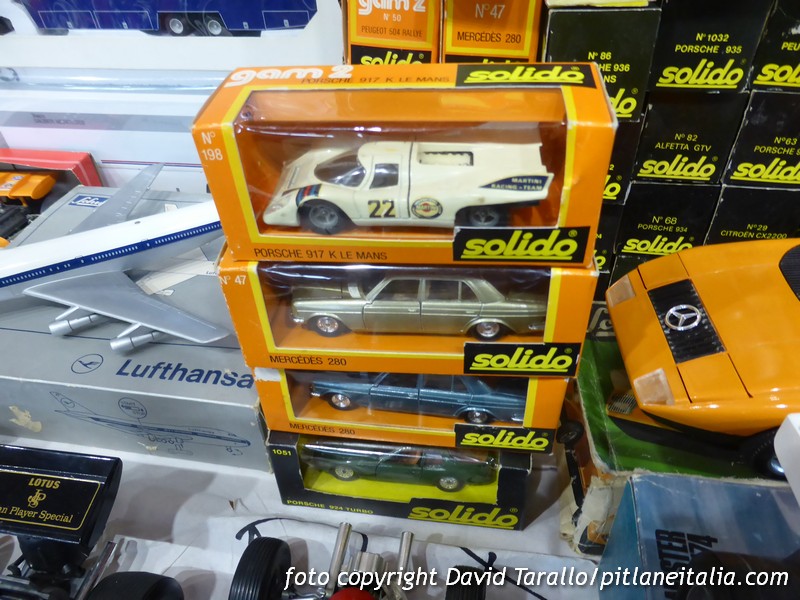 gam 2
N° 50
PEUGEOT 504 RALLYE
solido
N° 47
MERCEDES 280
N° 86
PORSCHE 936
solido
N° 1032
PORSCHE 935
solido
solido
N° 82
ALFETTA GTV
solido
N° 63
solido
N° 68
PORSCHE 934
solido
N° 29
CITROËN CX2200
gam 2
PORSCHE 917 K LE MANS
solido
N° 198
22
MARTINI
RACING-TEAM
PORSCHE 917 K LE MANS
solido
N° 47
MERCEDES 280
solido
MERCEDES 280
solido
1051
PORSCHE 924 TURBO
solido
Schuco
Lufthansa
LOTUS
JPS
Player Special
foto copyright David Tarallo/pitlaneitalia.com